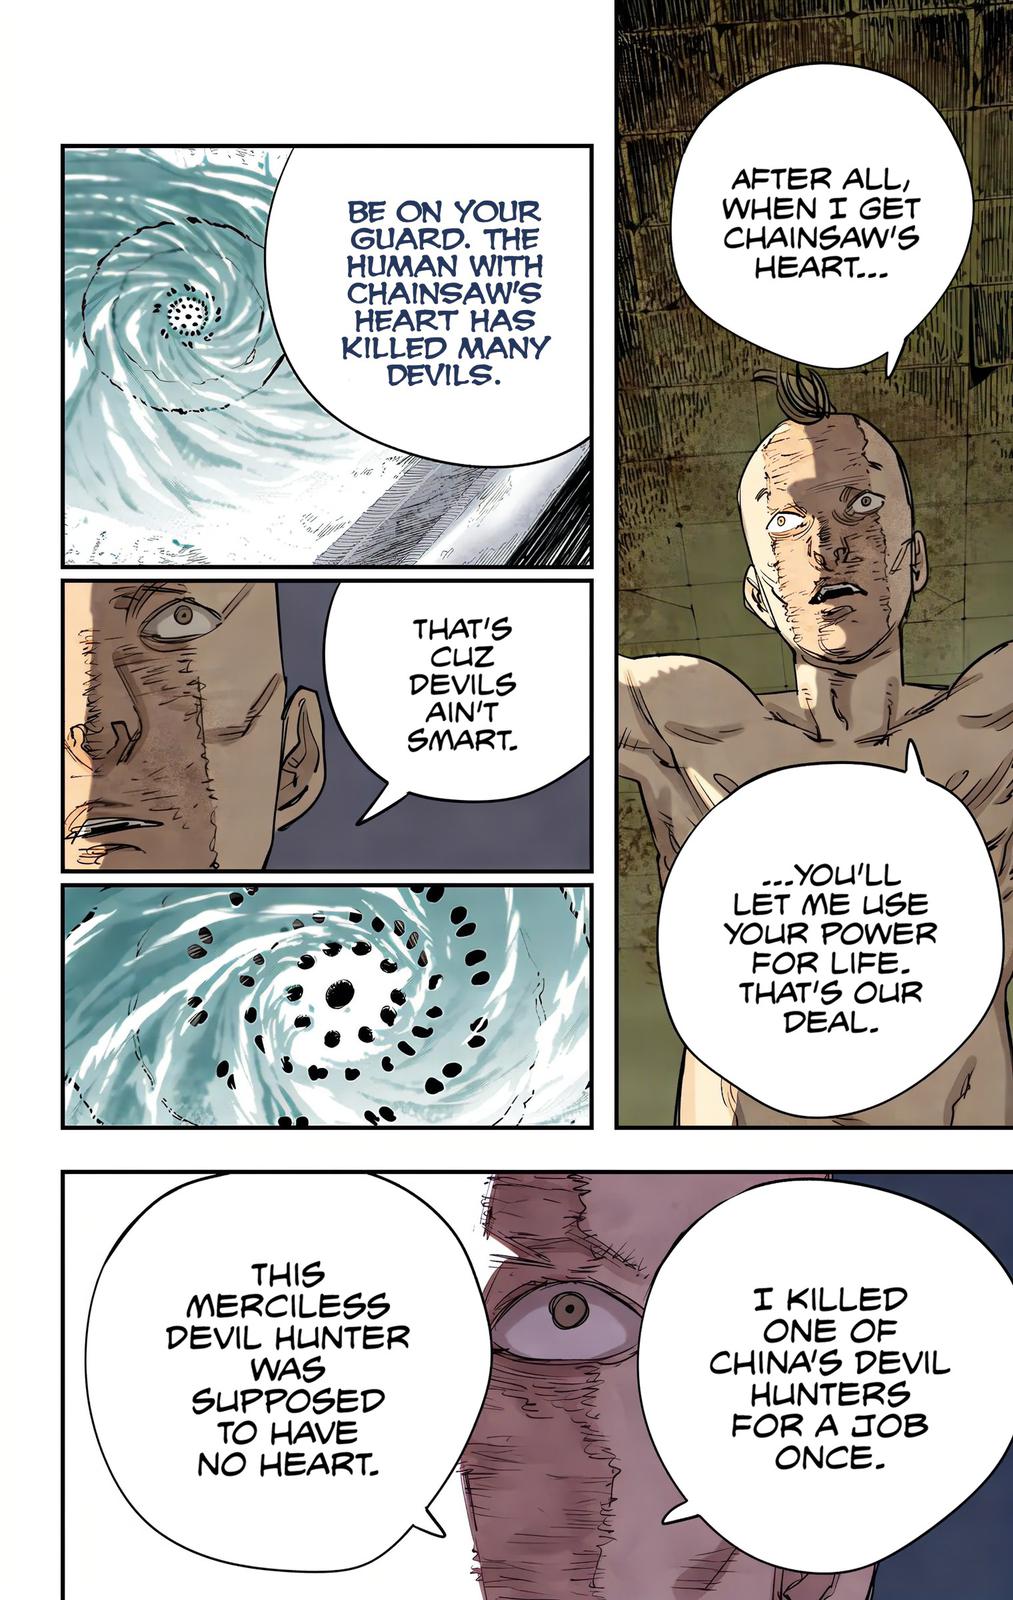 AFTER ALL,
WHEN I GET
CHAINSAW'S
HEART...
...YOU'LL
LET ME USE
YOUR POWER
FOR LIFE.
THAT'S OUR
DEAL.
BE ON YOUR
GUARD. THE
HUMAN WITH
CHAINSAW'S
HEART HAS
KILLED MANY
DEVILS.
THAT'S
CUZ
DEVILS
AIN'T
SMART.
I KILLED
ONE OF
CHINA'S DEVIL
HUNTERS
FOR A JOB
ONCE.
THIS
MERCILESS
DEVIL HUNTER
WAS
SUPPOSED
TO HAVE
NO HEART.